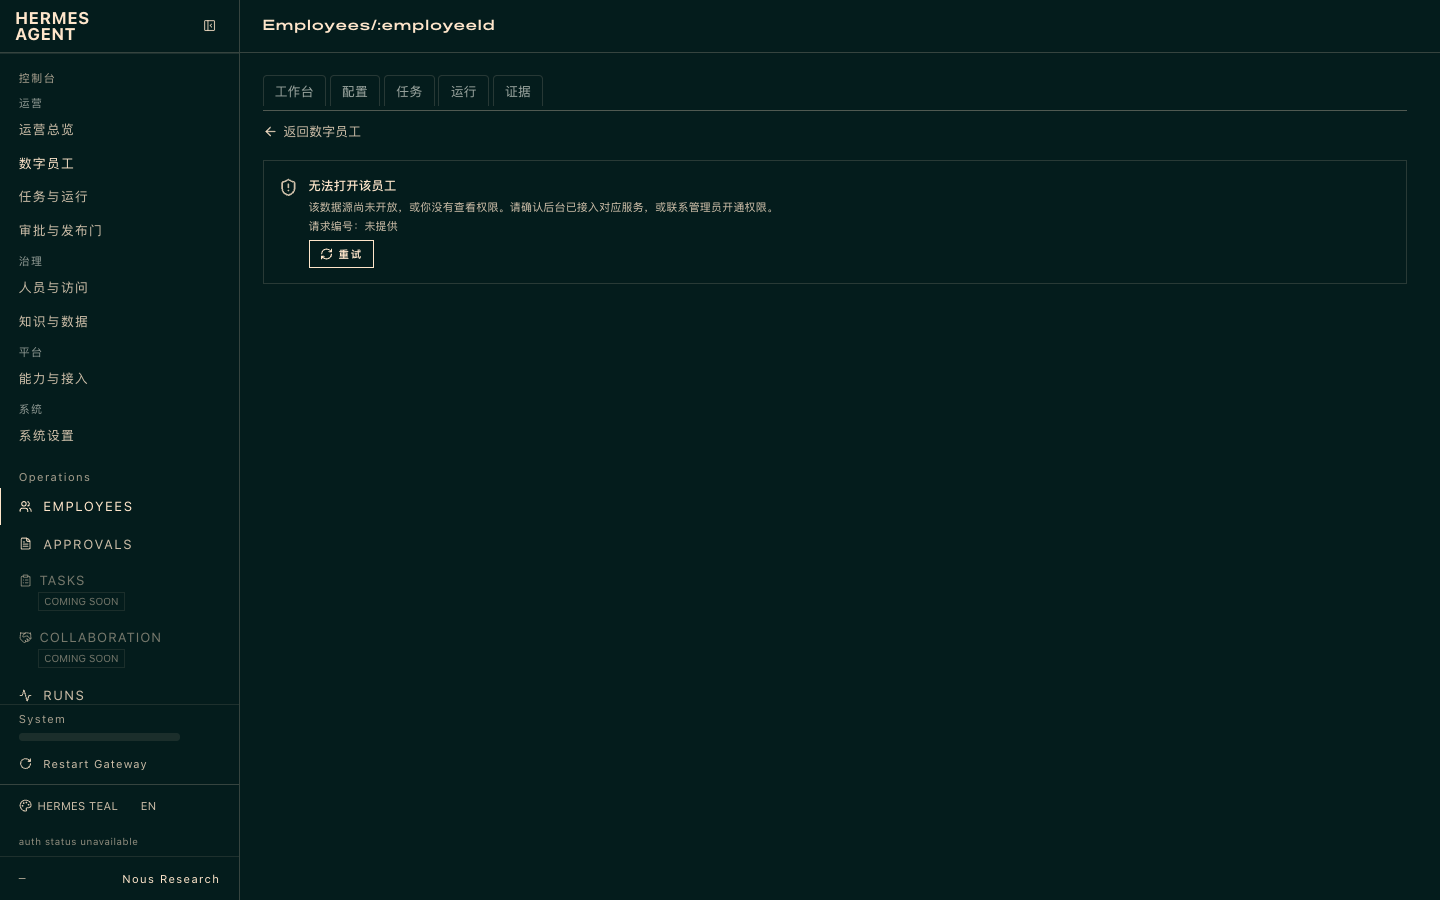 HERMES
AGENT
控制台
运营
运营总览
数字员工
任务与运行
审批与发布门
治理
人员与访问
知识与数据
平台
能力与接入
系统
系统设置
Operations
EMPLOYEES
APPROVALS
TASKS
COMING SOON
COLLABORATION
COMING SOON
RUNS
System
Restart Gateway
HERMES TEAL EN
auth status unavailable
— Nous Research
Employees/:employeeId
工作台 配置 任务 运行 证据
← 返回数字员工
无法打开该员工
该数据源尚未开放，或你没有查看权限。请确认后台已接入对应服务，或联系管理员开通权限。
请求编号：未提供
重试